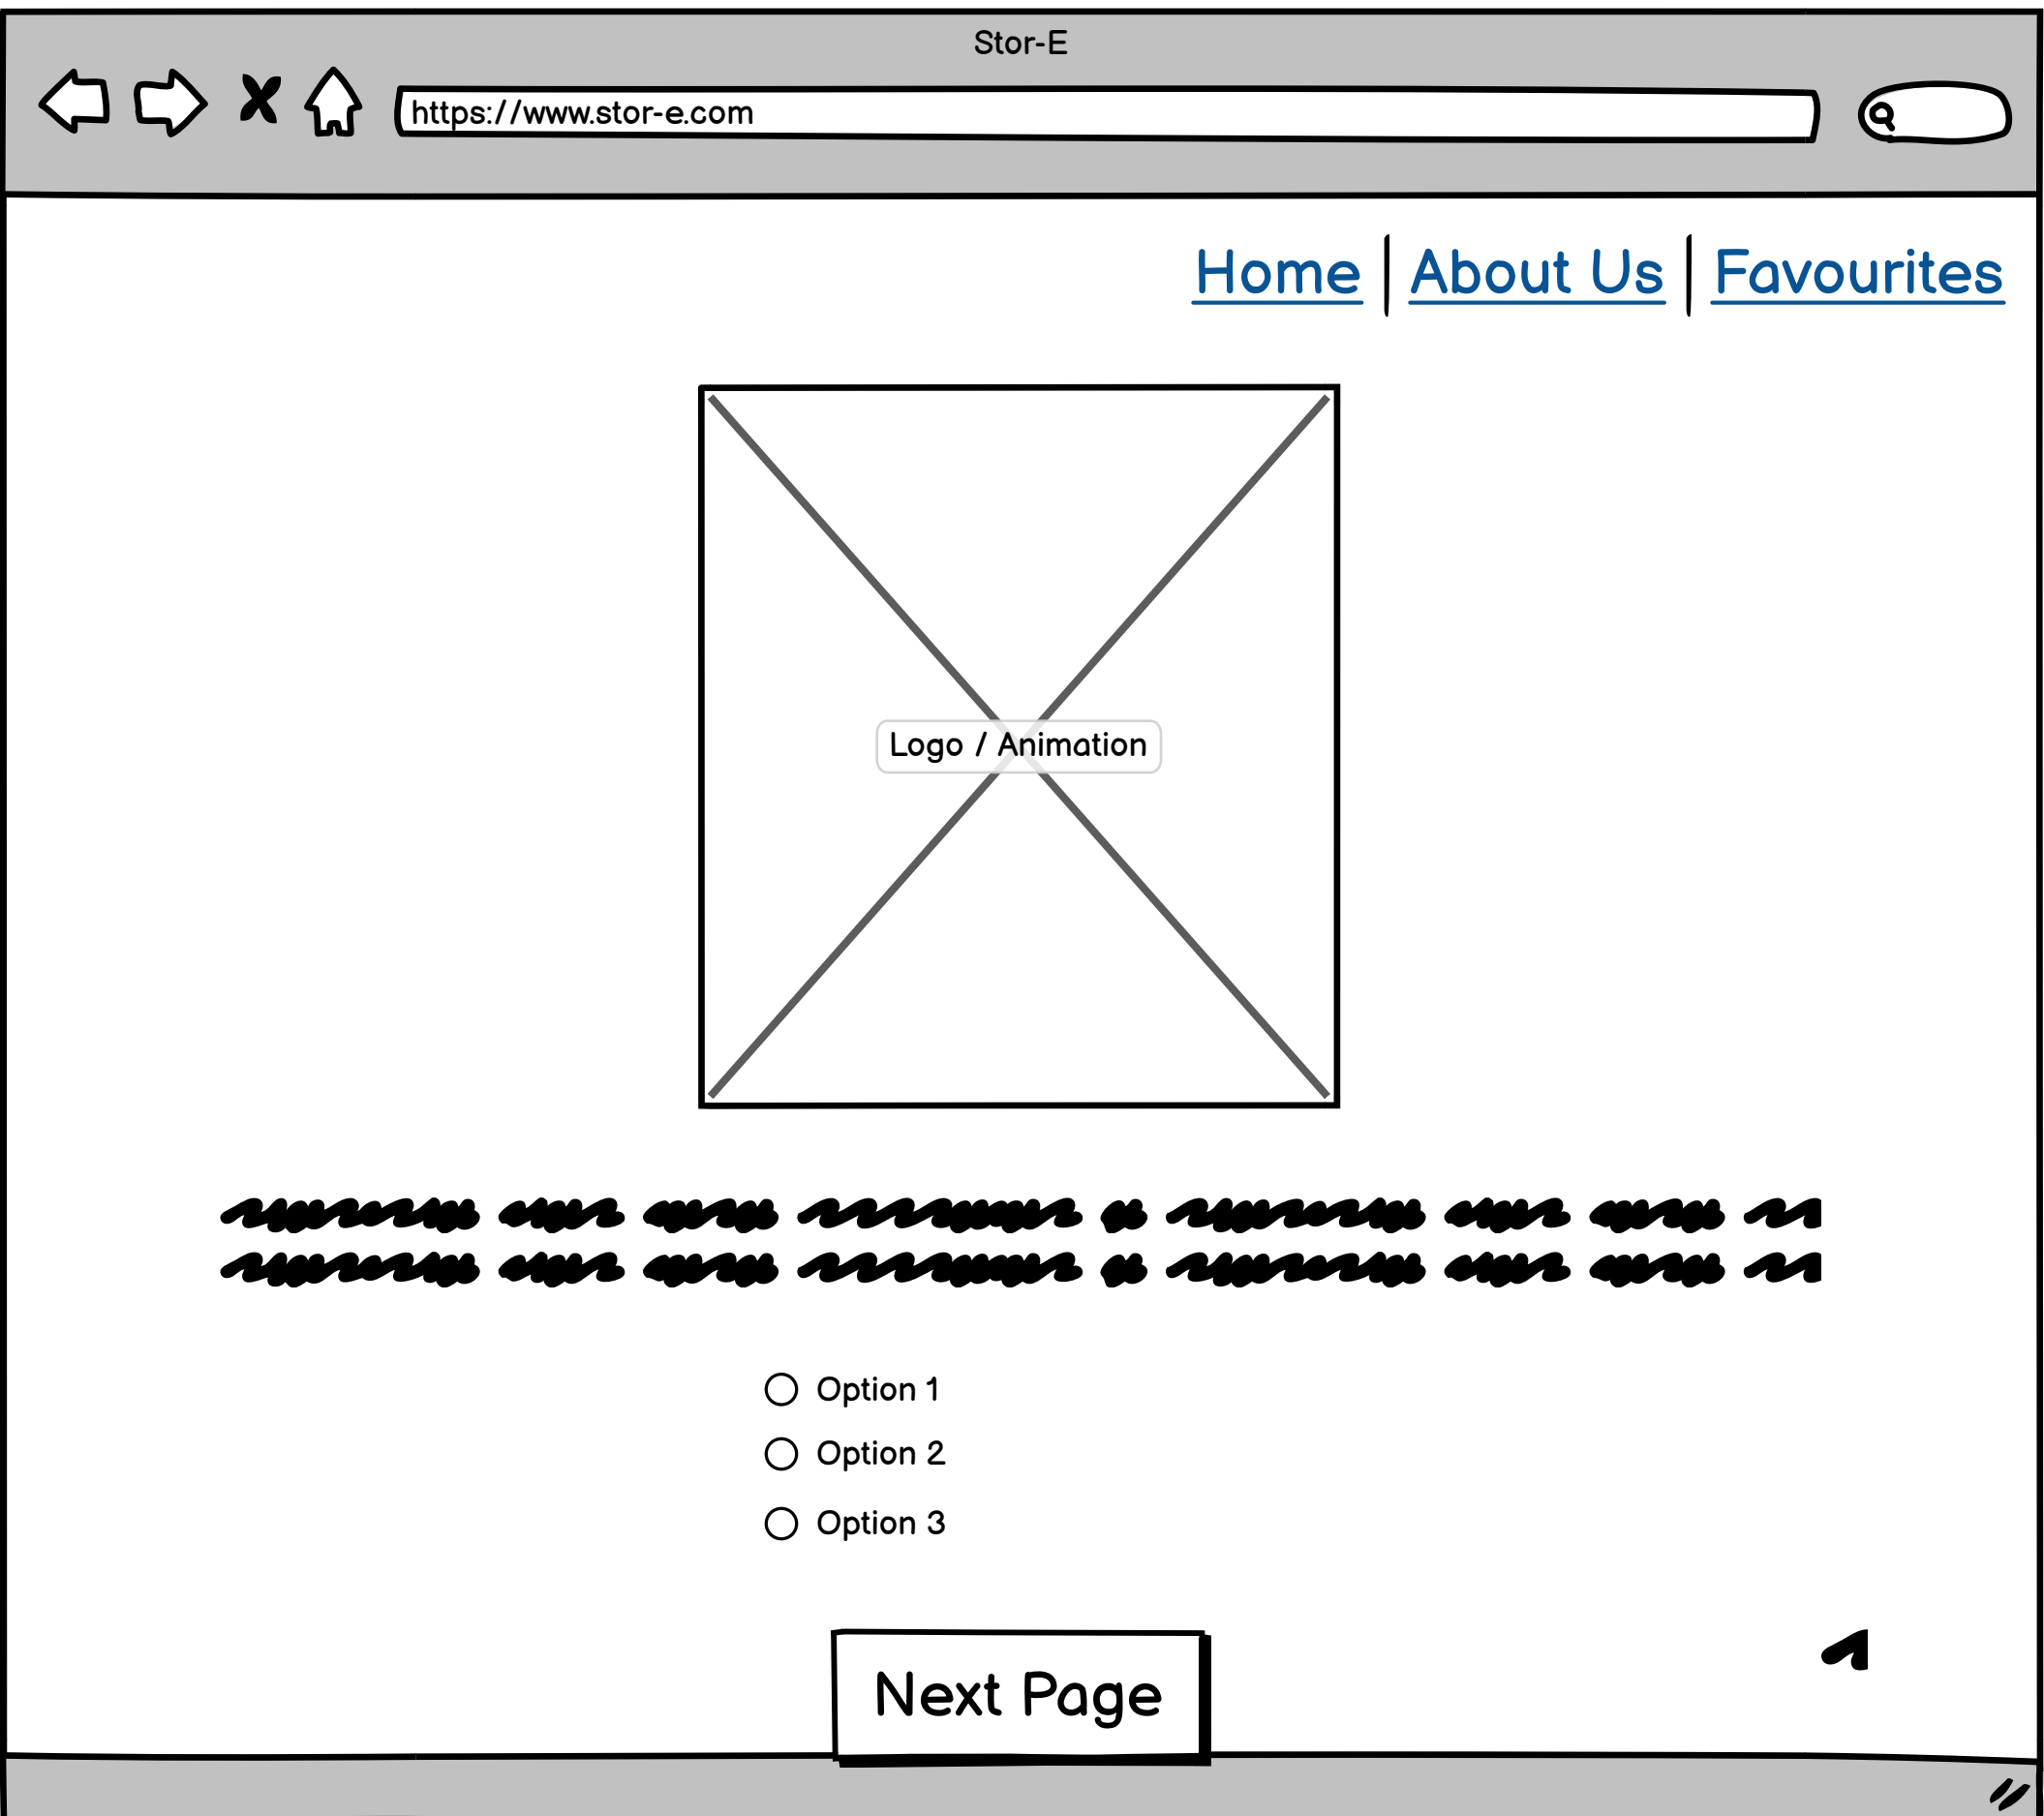 Stor-E
https://www.stor-e.com
Home | About Us | Favourites
Logo / Animation
Option 1
Option 2
Option 3
Next Page